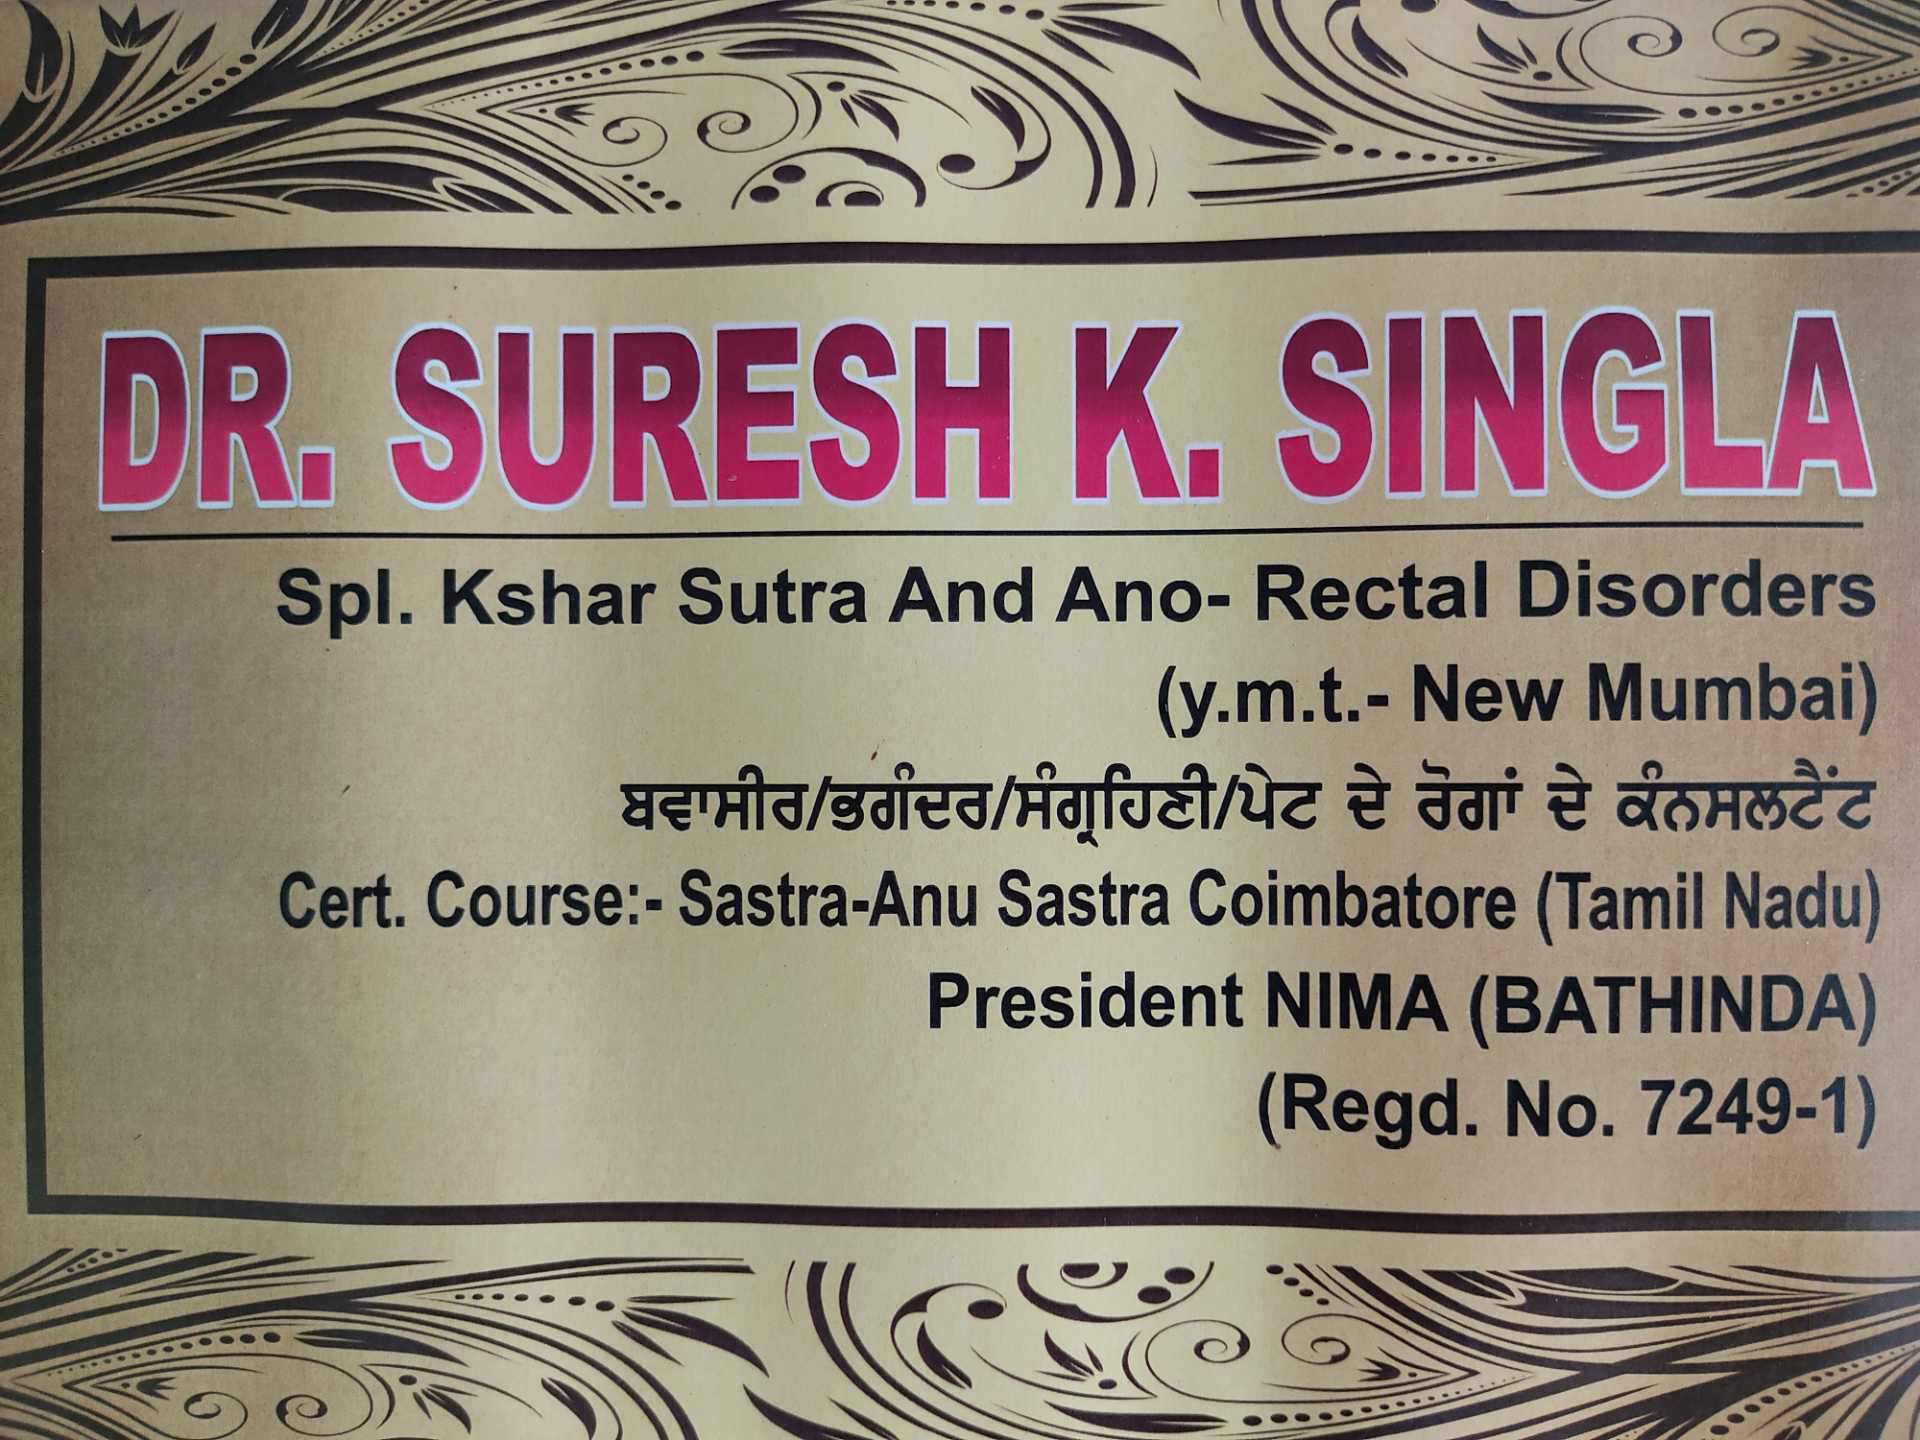 DR. SURESH K. SINGLA
Spl. Kshar Sutra And Ano- Rectal Disorders
(y.m.t.- New Mumbai)
ਬਵਾਸੀਰ/ਭਗੰਦਰ/ਸੰਗ੍ਰਹਿਣੀ/ਪੇਟ ਦੇ ਰੋਗਾਂ ਦੇ ਕੰਨਸਲਟੈਂਟ
Cert. Course:- Sastra-Anu Sastra Coimbatore (Tamil Nadu)
President NIMA (BATHINDA)
(Regd. No. 7249-1)